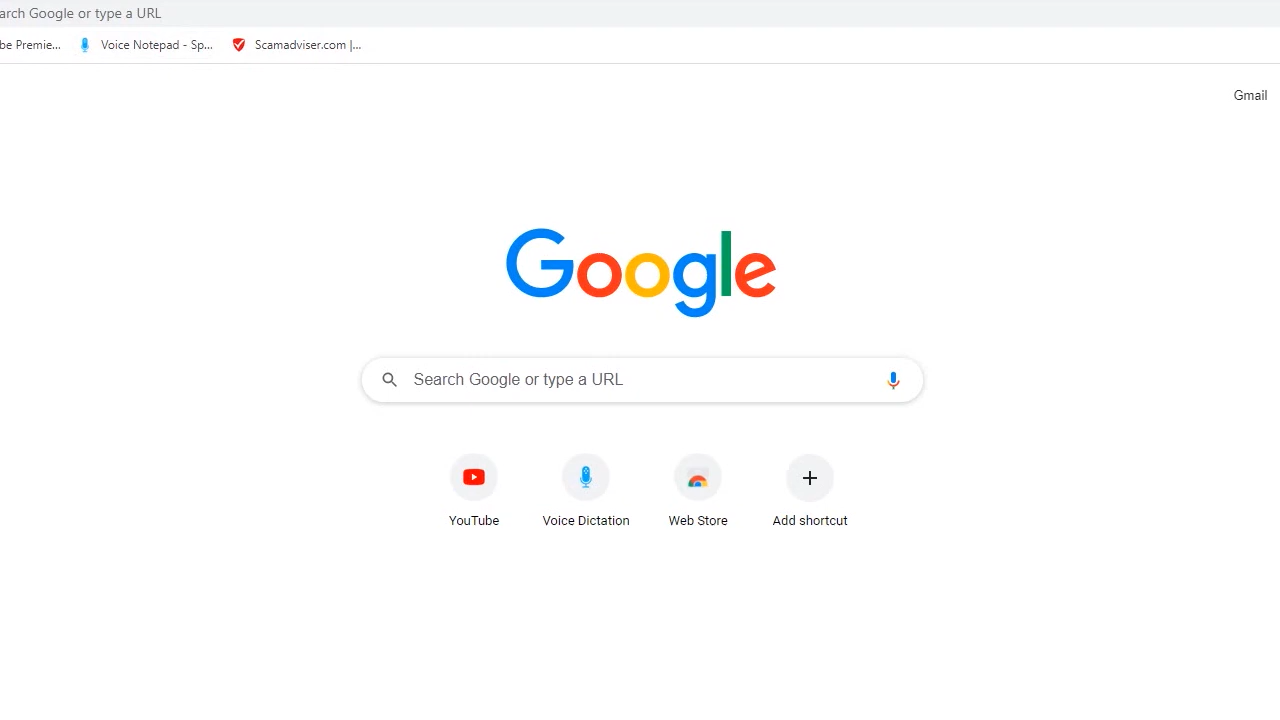 arch Google or type a URL
be Premie... Voice Notepad - Sp... Scamadviser.com |...
Gmail
Google
Search Google or type a URL
YouTube Voice Dictation Web Store Add shortcut